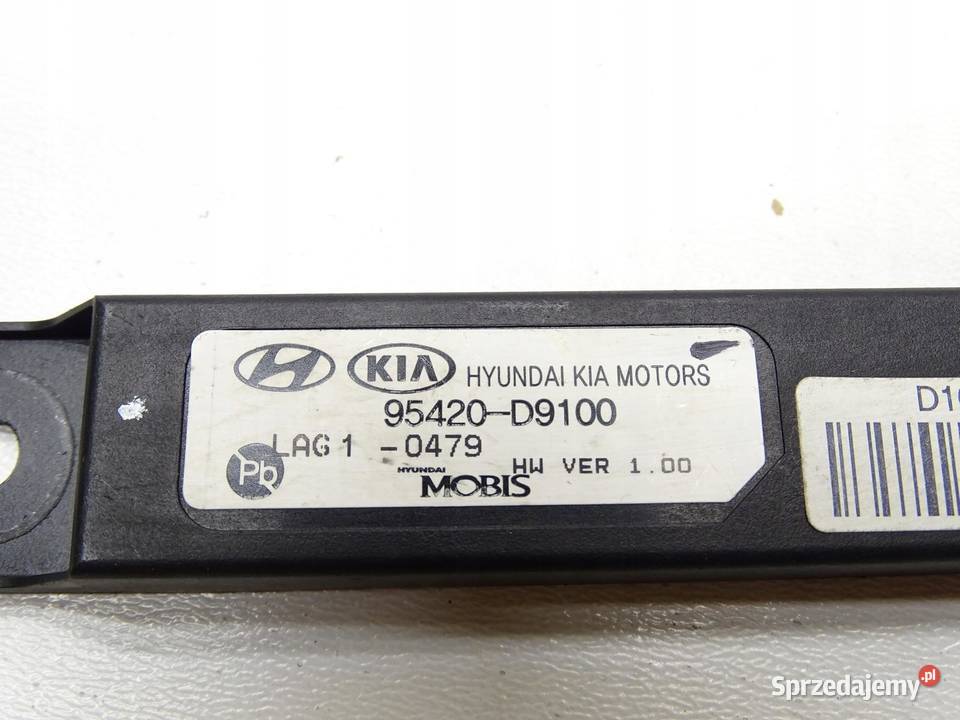 KIA HYUNDAI KIA MOTORS
95420-D9100
LAG1 -0479
Pb
HW VER 1.00
HYUNDAI
MOBIS
Sprzedajemy.pl